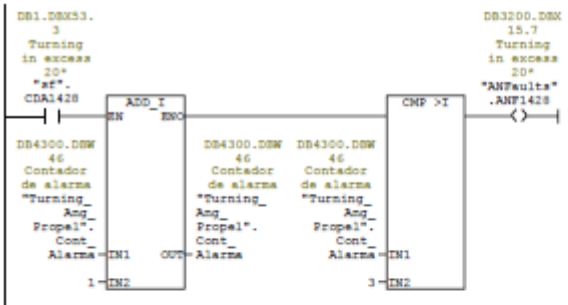 DB1.DBX53.
3
Turning
in excess
20°
"sf".
CDA1428
DB3200.DBX
15.7
Turning
in excess
20°
"ANFaults"
.ANF1428
ADD_I
EN ENO
CMP >I
DB4300.DBW
46
Contador
de alarma
"Turning_
Ang_
Propel".
Cont_
Alarma
IN1
1
IN2
OUT
DB4300.DBW
46
Contador
de alarma
"Turning_
Ang_
Propel".
Cont_
Alarma
DB4300.DBW
46
Contador
de alarma
"Turning_
Ang_
Propel".
Cont_
Alarma
IN1
3
IN2